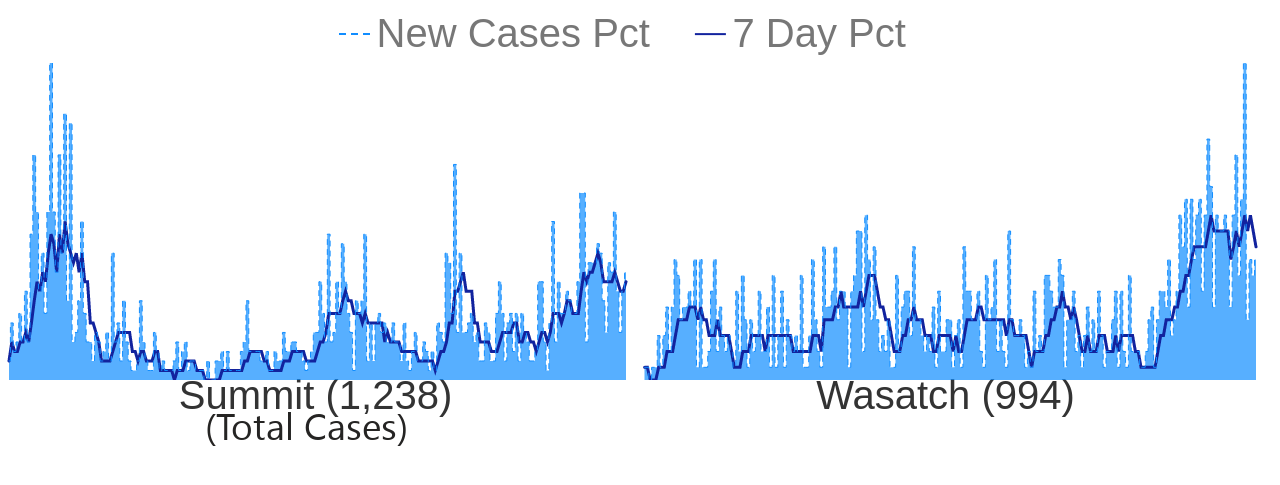 New Cases Pct 7 Day Pct
Summit (1,238) Wasatch (994)
(Total Cases)